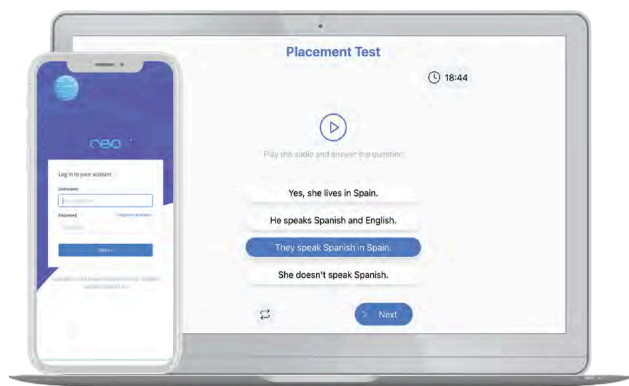 Placement Test
18:44
Play the audio and answer the question.
Yes, she lives in Spain.
He speaks Spanish and English.
They speak Spanish in Spain.
She doesn't speak Spanish.
Next
neo
Log in to your account
Username
Password